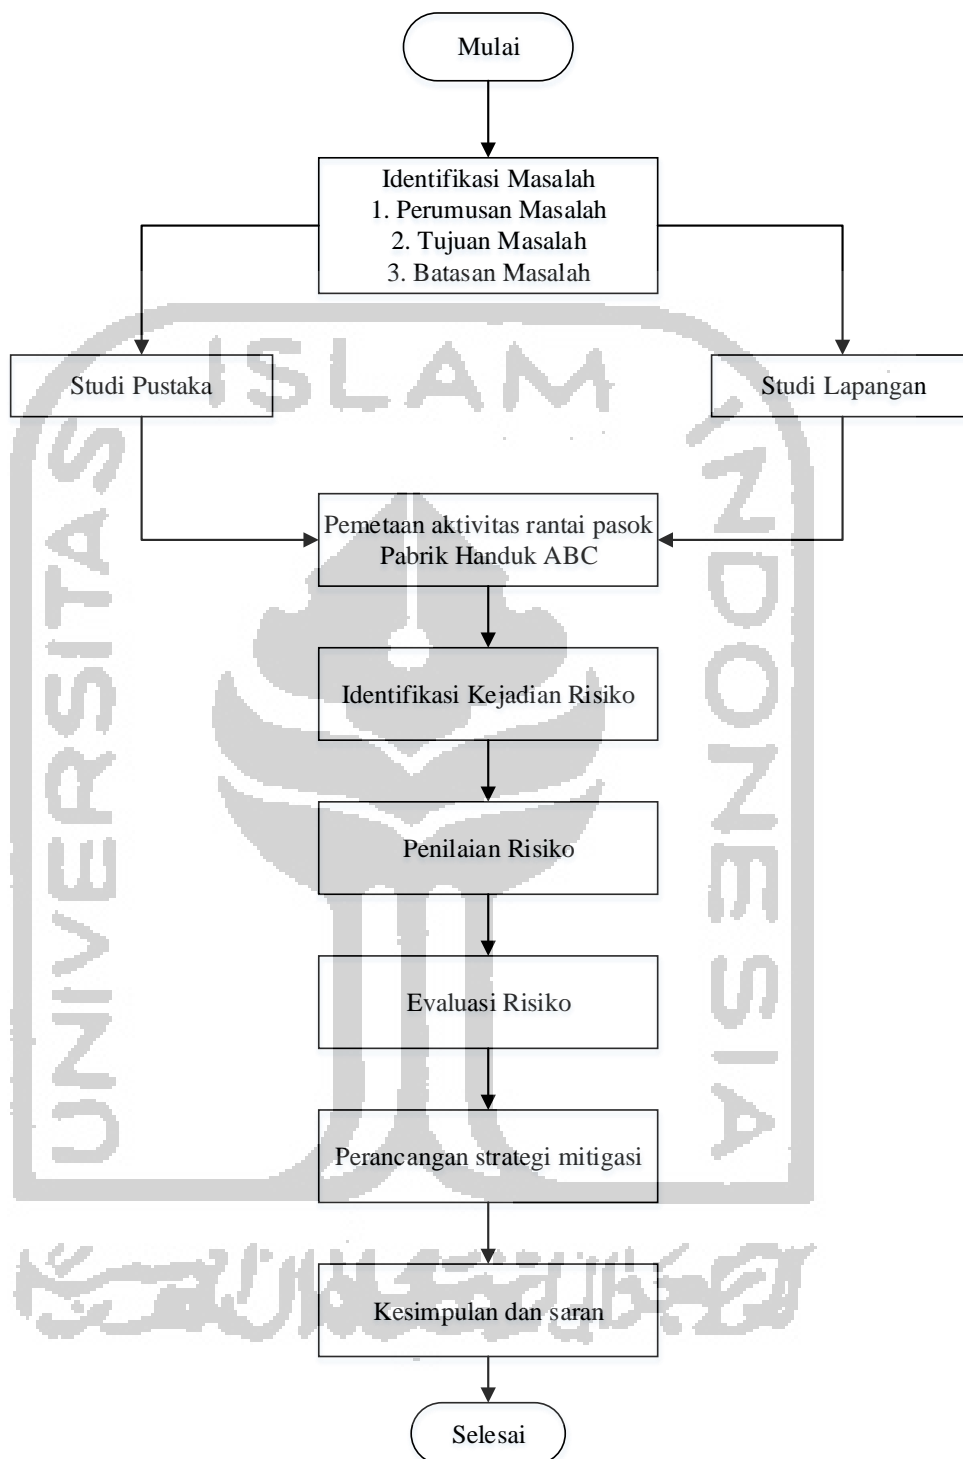 Mulai
Identifikasi Masalah
1. Perumusan Masalah
2. Tujuan Masalah
3. Batasan Masalah
Studi Pustaka
Studi Lapangan
Pemetaan aktivitas rantai pasok
Pabrik Handuk ABC
Identifikasi Kejadian Risiko
Penilaian Risiko
Evaluasi Risiko
Perancangan strategi mitigasi
Kesimpulan dan saran
Selesai
UNIVERSITAS
ISLAM
INDONESIA